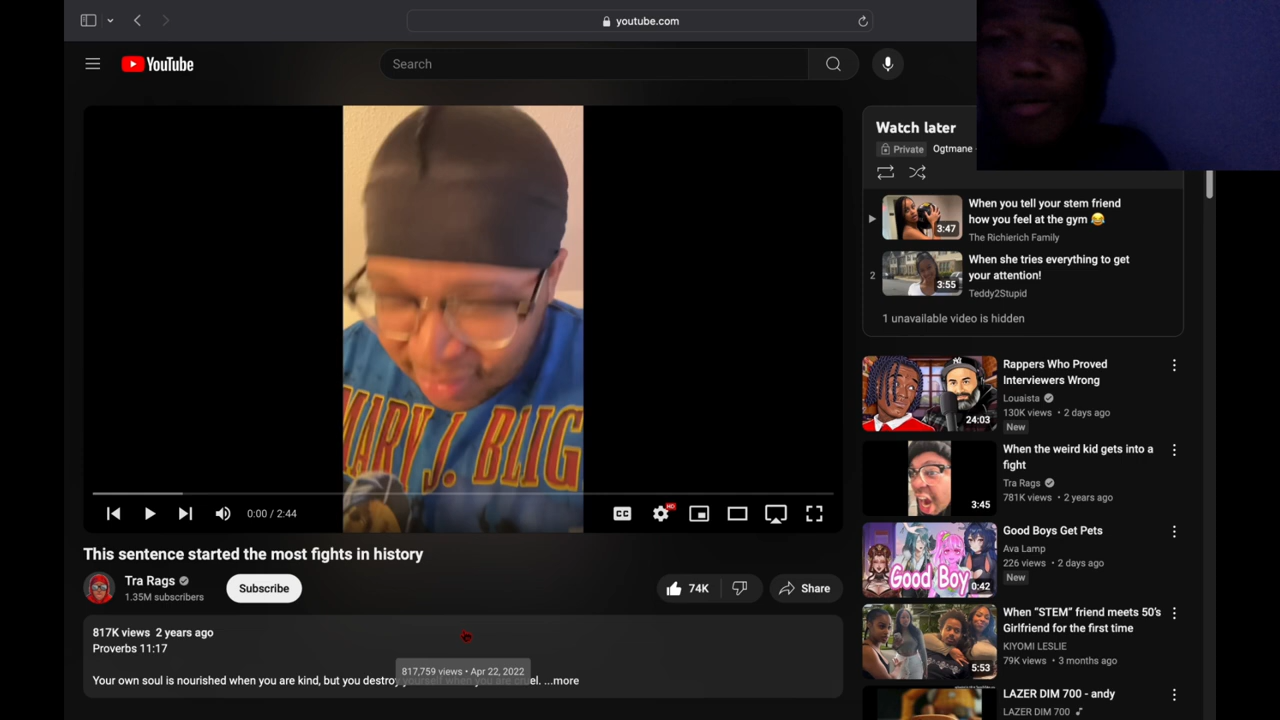 youtube.com
YouTube
Search
MARY J. BLIG
0:00 / 2:44
CC
HD
This sentence started the most fights in history
Tra Rags
1.35M subscribers
Subscribe
74K
Share
817K views 2 years ago
Proverbs 11:17
817,759 views • Apr 22, 2022
Your own soul is nourished when you are kind, but you destroy yourself when you are cruel. ...more
Watch later
Private
Ogtmane
3:47
When you tell your stem friend
how you feel at the gym 😂
The Richierich Family
2
3:55
When she tries everything to get
your attention!
Teddy2Stupid
1 unavailable video is hidden
24:03
Rappers Who Proved
Interviewers Wrong
Louaista
130K views • 2 days ago
New
3:45
When the weird kid gets into a
fight
Tra Rags
781K views • 2 years ago
Good Boy
0:42
Good Boys Get Pets
Ava Lamp
226 views • 2 days ago
New
5:53
When “STEM” friend meets 50's
Girlfriend for the first time
KIYOMI LESLIE
79K views • 3 months ago
LAZER DIM 700 - andy
LAZER DIM 700